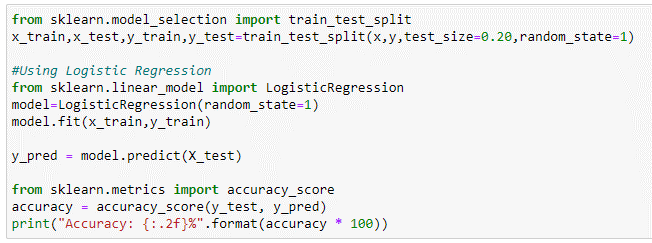 from sklearn.model_selection import train_test_split
x_train,x_test,y_train,y_test=train_test_split(x,y,test_size=0.20,random_state=1)
#Using Logistic Regression
from sklearn.linear_model import LogisticRegression
model=LogisticRegression(random_state=1)
model.fit(x_train,y_train)
y_pred = model.predict(X_test)
from sklearn.metrics import accuracy_score
accuracy = accuracy_score(y_test, y_pred)
print("Accuracy: {:.2f}%".format(accuracy * 100))